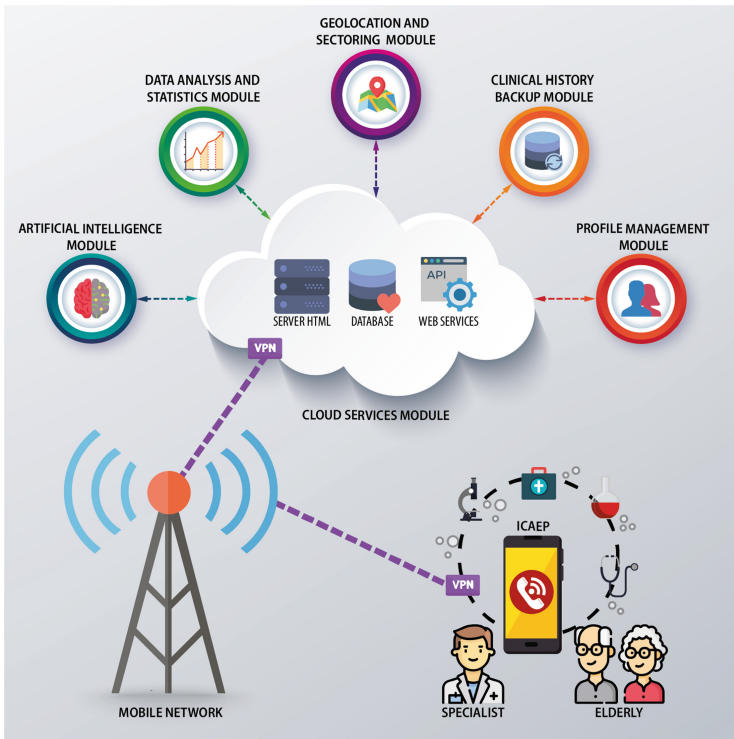 GEOLOCATION AND
SECTORING MODULE
DATA ANALYSIS AND
STATISTICS MODULE
CLINICAL HISTORY
BACKUP MODULE
ARTIFICIAL INTELLIGENCE
MODULE
PROFILE MANAGEMENT
MODULE
API
SERVER HTML
DATABASE
WEB SERVICES
VPN
CLOUD SERVICES MODULE
ICAEP
VPN
MOBILE NETWORK
SPECIALIST
ELDERLY